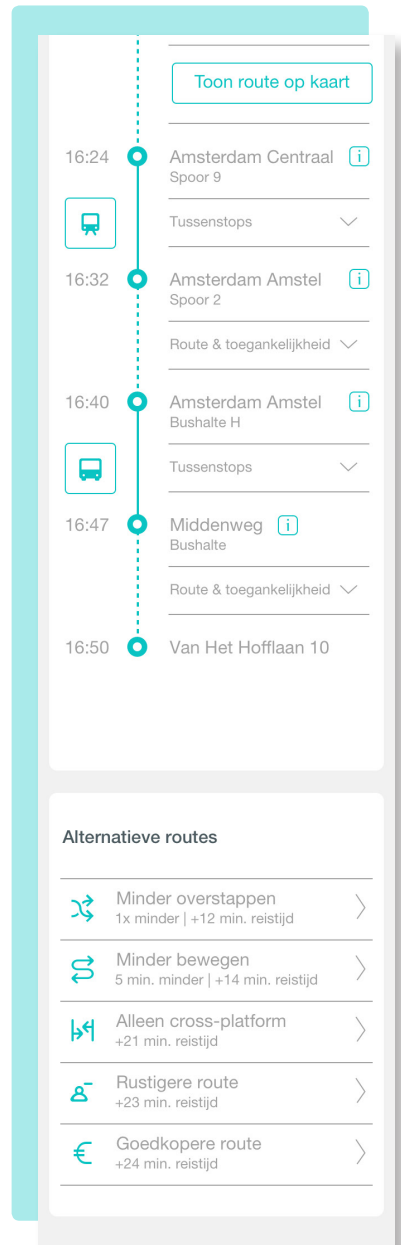 Toon route op kaart
16:24 Amsterdam Centraal i
Spoor 9
Tussenstops
16:32 Amsterdam Amstel i
Spoor 2
Route & toegankelijkheid
16:40 Amsterdam Amstel i
Bushalte H
Tussenstops
16:47 Middenweg i
Bushalte
Route & toegankelijkheid
16:50 Van Het Hofflaan 10
Alternatieve routes
Minder overstappen
1x minder | +12 min. reistijd
Minder bewegen
5 min. minder | +14 min. reistijd
Alleen cross-platform
+21 min. reistijd
Rustigere route
+23 min. reistijd
€ Goedkopere route
+24 min. reistijd